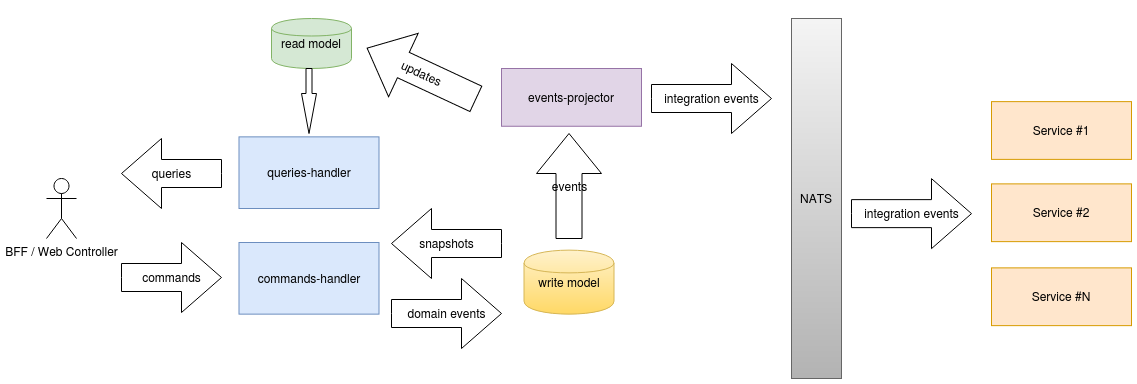 read model
updates
events-projector
integration events
Service #1
queries
queries-handler
events
NATS
BFF / Web Controller
integration events
Service #2
commands
commands-handler
snapshots
write model
domain events
Service #N